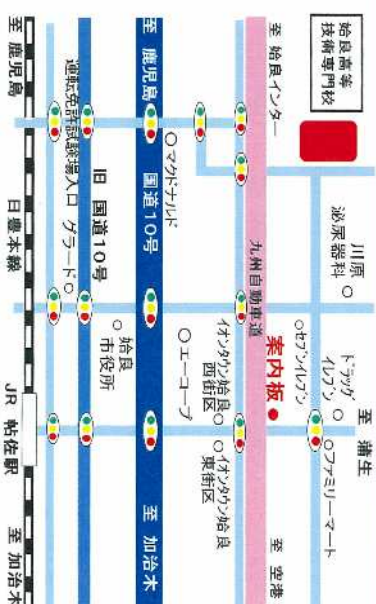 姶良高等
技術専門校
至 姶良インター
至 鹿児島
至 鹿児島
運転免許試験場入口
グラード
マクドナルド
国道10号
旧 国道10号
日豊本線
九州自動車道
川原
泌尿器科
セブンイレブン
ドラッグ
イレブン
ファミリーマート
至 蒲生
案内板
イオンタウン姶良
西街区
イオンタウン姶良
東街区
エーコープ
姶良
市役所
JR 帖佐駅
至 加治木
至 加治木
至 空港